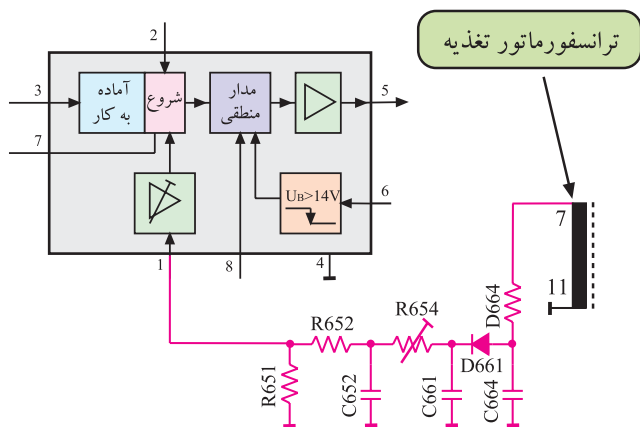 ترانسفورماتور تغذیه
2
3
آماده
به کار
شروع
مدار
منطقی
5
7
UB>14V
6
1
8
4
7
11
D664
R654
R652
D661
R651
C652
C661
C664